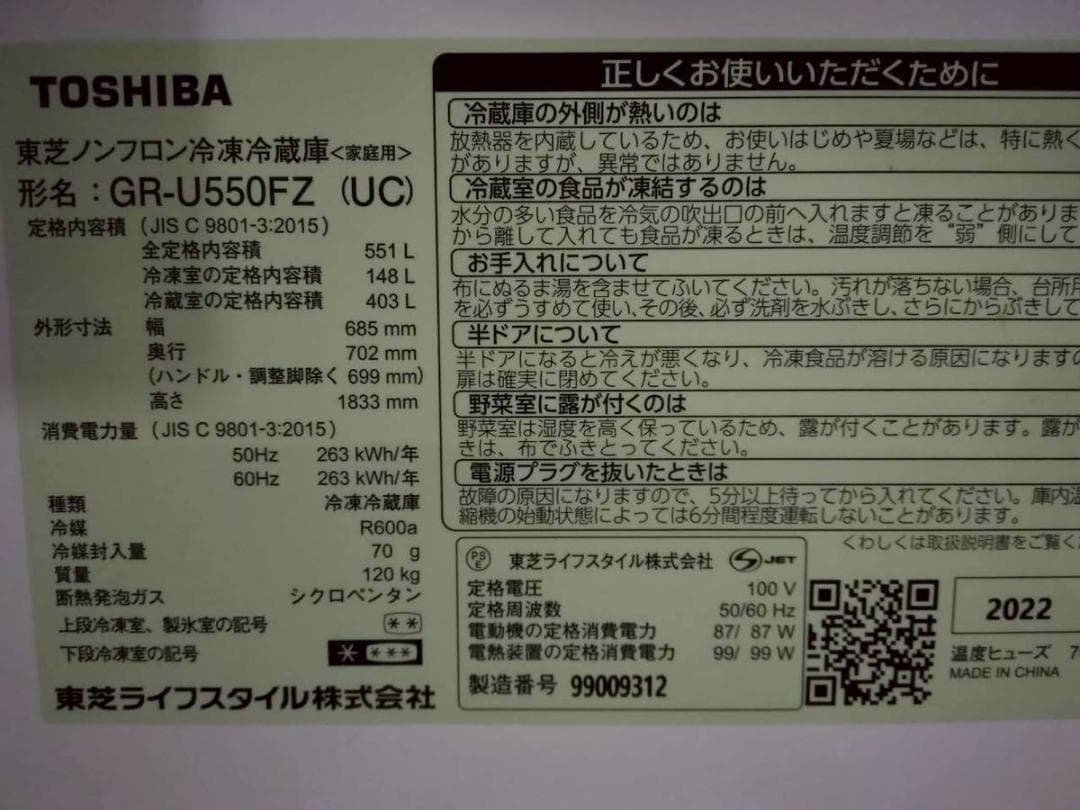 TOSHIBA
東芝ノンフロン冷凍冷蔵庫<家庭用>
形名：GR-U550FZ (UC)
定格内容積 (JIS C 9801-3:2015)
全定格内容積 551 L
冷凍室の定格内容積 148 L
冷蔵室の定格内容積 403 L
外形寸法 幅 685 mm
奥行 702 mm
(ハンドル・調整脚除く 699 mm)
高さ 1833 mm
消費電力量 (JIS C 9801-3:2015)
50Hz 263 kWh/年
60Hz 263 kWh/年
種類 冷凍冷蔵庫
冷媒 R600a
冷媒封入量 70 g
質量 120 kg
断熱発泡ガス シクロペンタン
上段冷凍室、製氷室の記号 **
下段冷凍室の記号 * ***
東芝ライフスタイル株式会社
正しくお使いいただくために
冷蔵庫の外側が熱いのは
放熱器を内蔵しているため、お使いはじめや夏場などは、特に熱く
がありますが、異常ではありません。
冷蔵室の食品が凍結するのは
水分の多い食品を冷気の吹出口の前へ入れますと凍ることがありま
から離して入れても食品が凍るときは、温度調節を“弱”側にして
お手入れについて
布にぬるま湯を含ませてふいてください。汚れが落ちない場合、台所用
を必ずうすめて使い、その後、必ず洗剤を水ぶきし、さらにからぶきして
半ドアについて
半ドアになると冷えが悪くなり、冷凍食品が溶ける原因になりますの
扉は確実に閉めてください。
野菜室に露が付くのは
野菜室は湿度を高く保っているため、露が付くことがあります。露が
きは、布でふきとってください。
電源プラグを抜いたときは
故障の原因になりますので、5分以上待ってから入れてください。庫内温
縮機の始動状態によっては6分間程度運転しないことがあります。
くわしくは取扱説明書をご覧くだ
PSE 東芝ライフスタイル株式会社 JET
定格電圧 100 V
定格周波数 50/60 Hz
電動機の定格消費電力 87/ 87 W
電熱装置の定格消費電力 99/ 99 W
製造番号 99009312
2022
温度ヒューズ 7
MADE IN CHINA